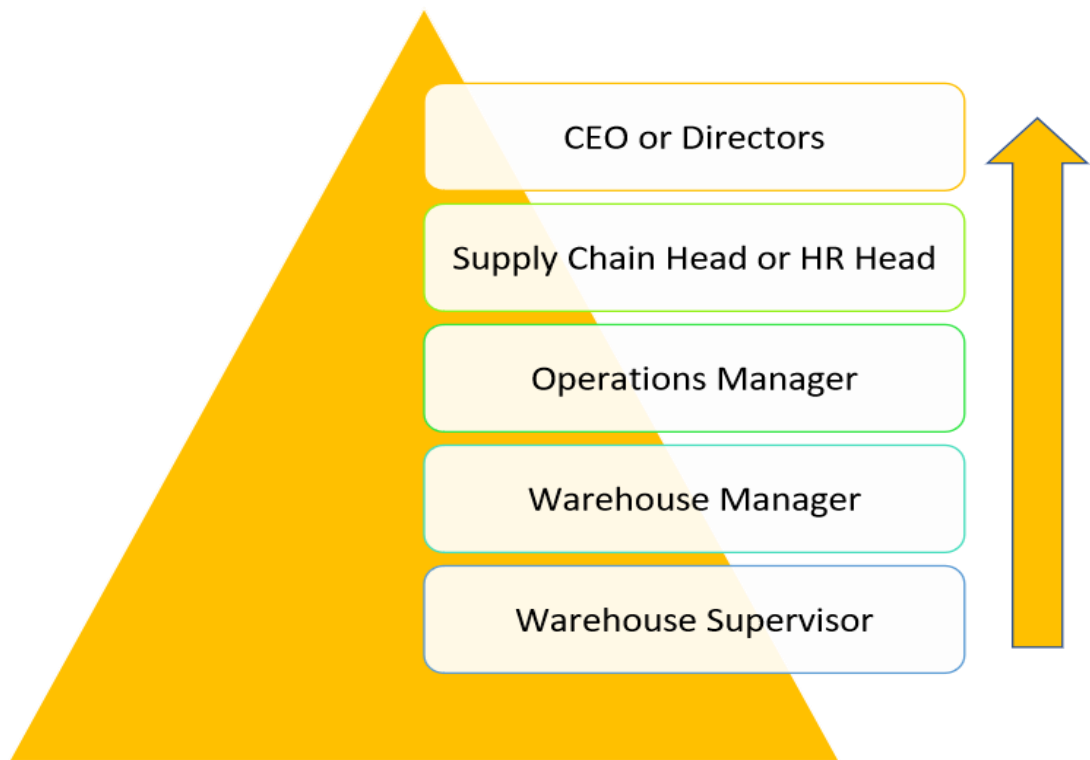 CEO or Directors
Supply Chain Head or HR Head
Operations Manager
Warehouse Manager
Warehouse Supervisor